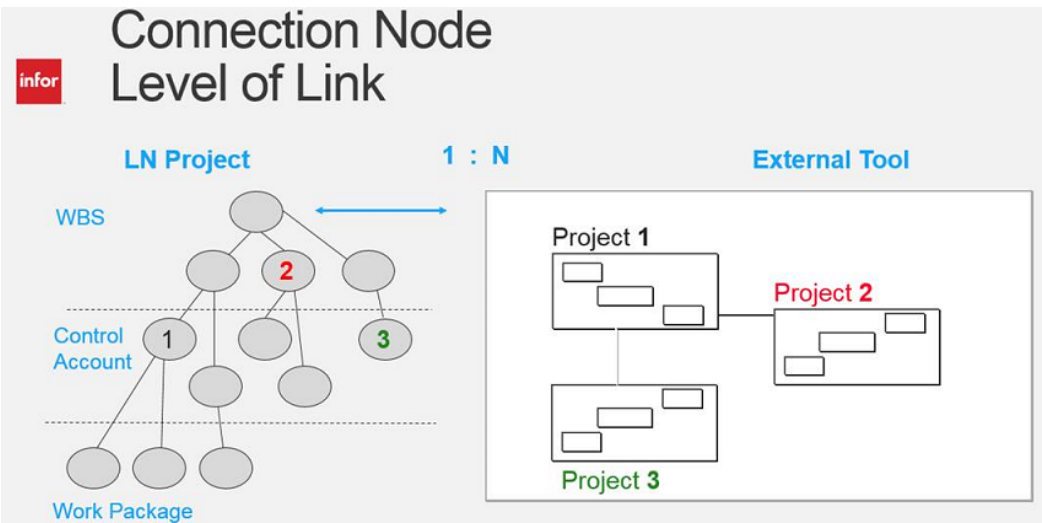 Connection Node
Level of Link
infor
LN Project
1 : N
External Tool
WBS
2
Control
Account
1
3
Work Package
Project 1
Project 2
Project 3